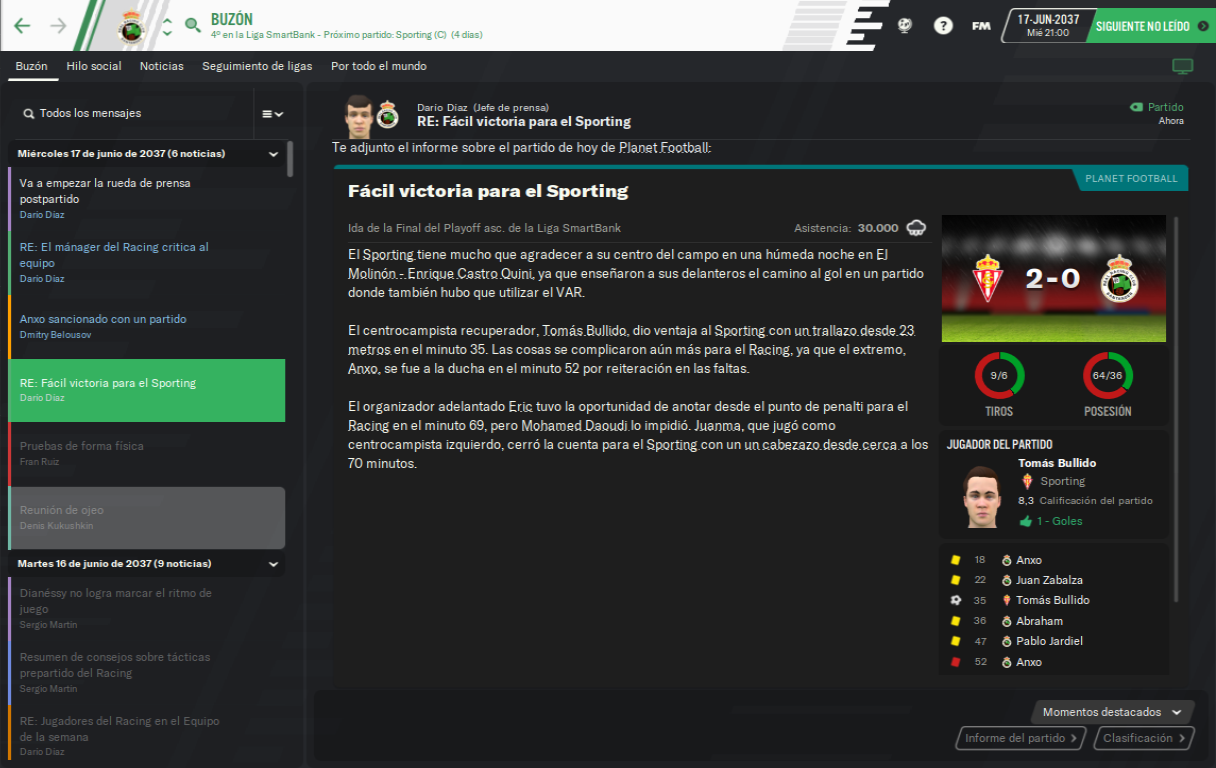 BUZÓN
4º en la Liga SmartBank - Próximo partido: Sporting (C) (4 días)
FM
17-JUN-2037
Mié 21:00
SIGUIENTE NO LEÍDO
Buzón
Hilo social
Noticias
Seguimiento de ligas
Por todo el mundo
Todos los mensajes
Miércoles 17 de junio de 2037 (6 noticias)
Va a empezar la rueda de prensa
postpartido
Darío Díaz
RE: El mánager del Racing critica al
equipo
Darío Díaz
Anxo sancionado con un partido
Dmitry Belousov
RE: Fácil victoria para el Sporting
Darío Díaz
Pruebas de forma física
Fran Ruiz
Reunión de ojeo
Denis Kokushkin
Martes 16 de junio de 2037 (9 noticias)
Dianéssy no logra marcar el ritmo de
juego
Sergio Martín
Resumen de consejos sobre tácticas
prepartido del Racing
Sergio Martín
RE: Jugadores del Racing en el Equipo
de la semana
Darío Díaz
Darío Díaz (Jefe de prensa)
RE: Fácil victoria para el Sporting
Partido
Ahora
Te adjunto el informe sobre el partido de hoy de Planet Football:
PLANET FOOTBALL
Fácil victoria para el Sporting
Ida de la Final del Playoff asc. de la Liga SmartBank
Asistencia: 30.000
El Sporting tiene mucho que agradecer a su centro del campo en una húmeda noche en El
Molinón - Enrique Castro Quini, ya que enseñaron a sus delanteros el camino al gol en un partido
donde también hubo que utilizar el VAR.
El centrocampista recuperador, Tomás Bullido, dio ventaja al Sporting con un trallazo desde 23
metros en el minuto 35. Las cosas se complicaron aún más para el Racing, ya que el extremo,
Anxo, se fue a la ducha en el minuto 52 por reiteración en las faltas.
El organizador adelantado Eric tuvo la oportunidad de anotar desde el punto de penalti para el
Racing en el minuto 69, pero Mohamed Daoudi lo impidió. Juanma, que jugó como
centrocampista izquierdo, cerró la cuenta para el Sporting con un un cabezazo desde cerca a los
70 minutos.
2-0
9/6
TIROS
64/36
POSESIÓN
JUGADOR DEL PARTIDO
Tomás Bullido
Sporting
8,3 Calificación del partido
1 - Goles
18 Anxo
22 Juan Zabalza
35 Tomás Bullido
36 Abraham
47 Pablo Jardiel
52 Anxo
Momentos destacados
Informe del partido
Clasificación